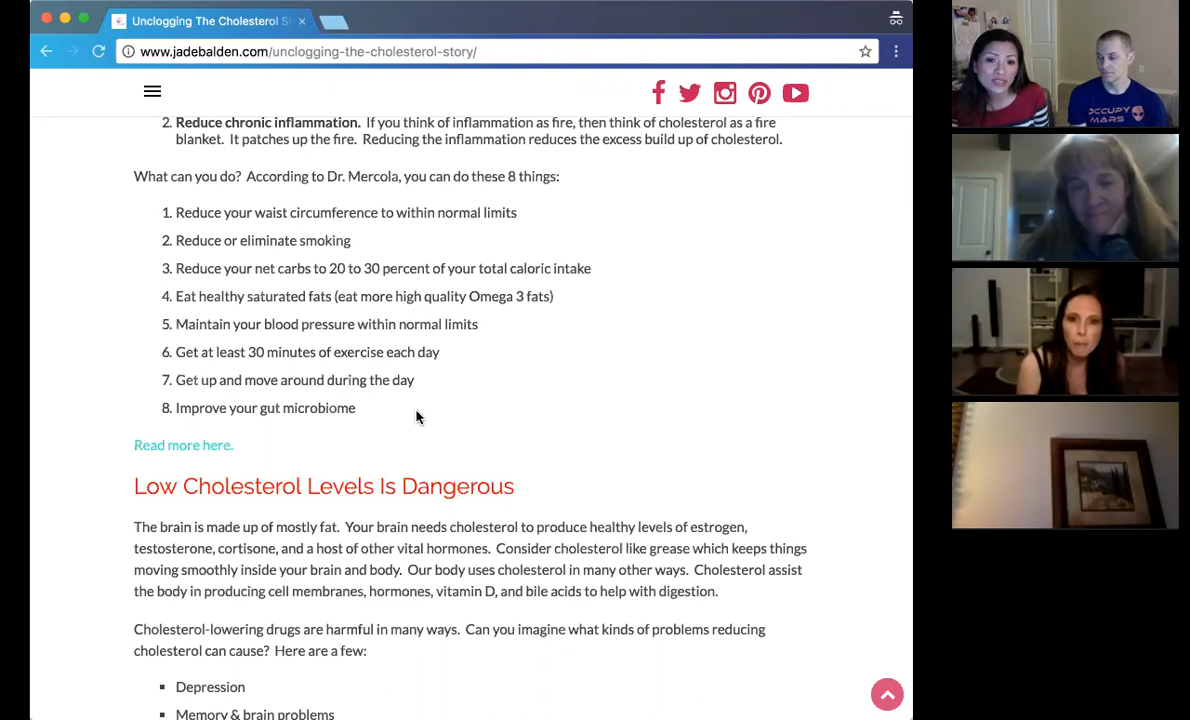 Unclogging The Cholesterol S
www.jadebalden.com/unclogging-the-cholesterol-story/
2. Reduce chronic inflammation. If you think of inflammation as fire, then think of cholesterol as a fire
blanket. It patches up the fire. Reducing the inflammation reduces the excess build up of cholesterol.
What can you do? According to Dr. Mercola, you can do these 8 things:
1. Reduce your waist circumference to within normal limits
2. Reduce or eliminate smoking
3. Reduce your net carbs to 20 to 30 percent of your total caloric intake
4. Eat healthy saturated fats (eat more high quality Omega 3 fats)
5. Maintain your blood pressure within normal limits
6. Get at least 30 minutes of exercise each day
7. Get up and move around during the day
8. Improve your gut microbiome
Read more here.
Low Cholesterol Levels Is Dangerous
The brain is made up of mostly fat. Your brain needs cholesterol to produce healthy levels of estrogen,
testosterone, cortisone, and a host of other vital hormones. Consider cholesterol like grease which keeps things
moving smoothly inside your brain and body. Our body uses cholesterol in many other ways. Cholesterol assist
the body in producing cell membranes, hormones, vitamin D, and bile acids to help with digestion.
Cholesterol-lowering drugs are harmful in many ways. Can you imagine what kinds of problems reducing
cholesterol can cause? Here are a few:
Depression
Memory & brain problems
OCCUPY
MARS